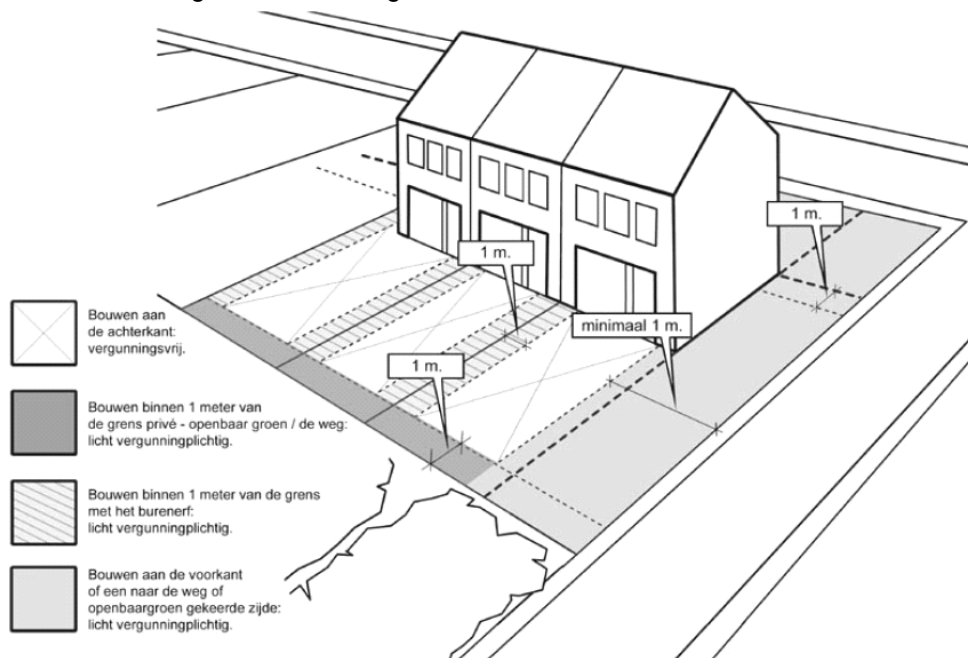 1 m.
1 m.
minimaal 1 m.
1 m.
Bouwen aan
de achterkant:
vergunningsvrij.
Bouwen binnen 1 meter van
de grens privé - openbaar groen / de weg:
licht vergunningplichtig.
Bouwen binnen 1 meter van de grens
met het burenerf:
licht vergunningplichtig.
Bouwen aan de voorkant
of een naar de weg of
openbaargroen gekeerde zijde:
licht vergunningplichtig.